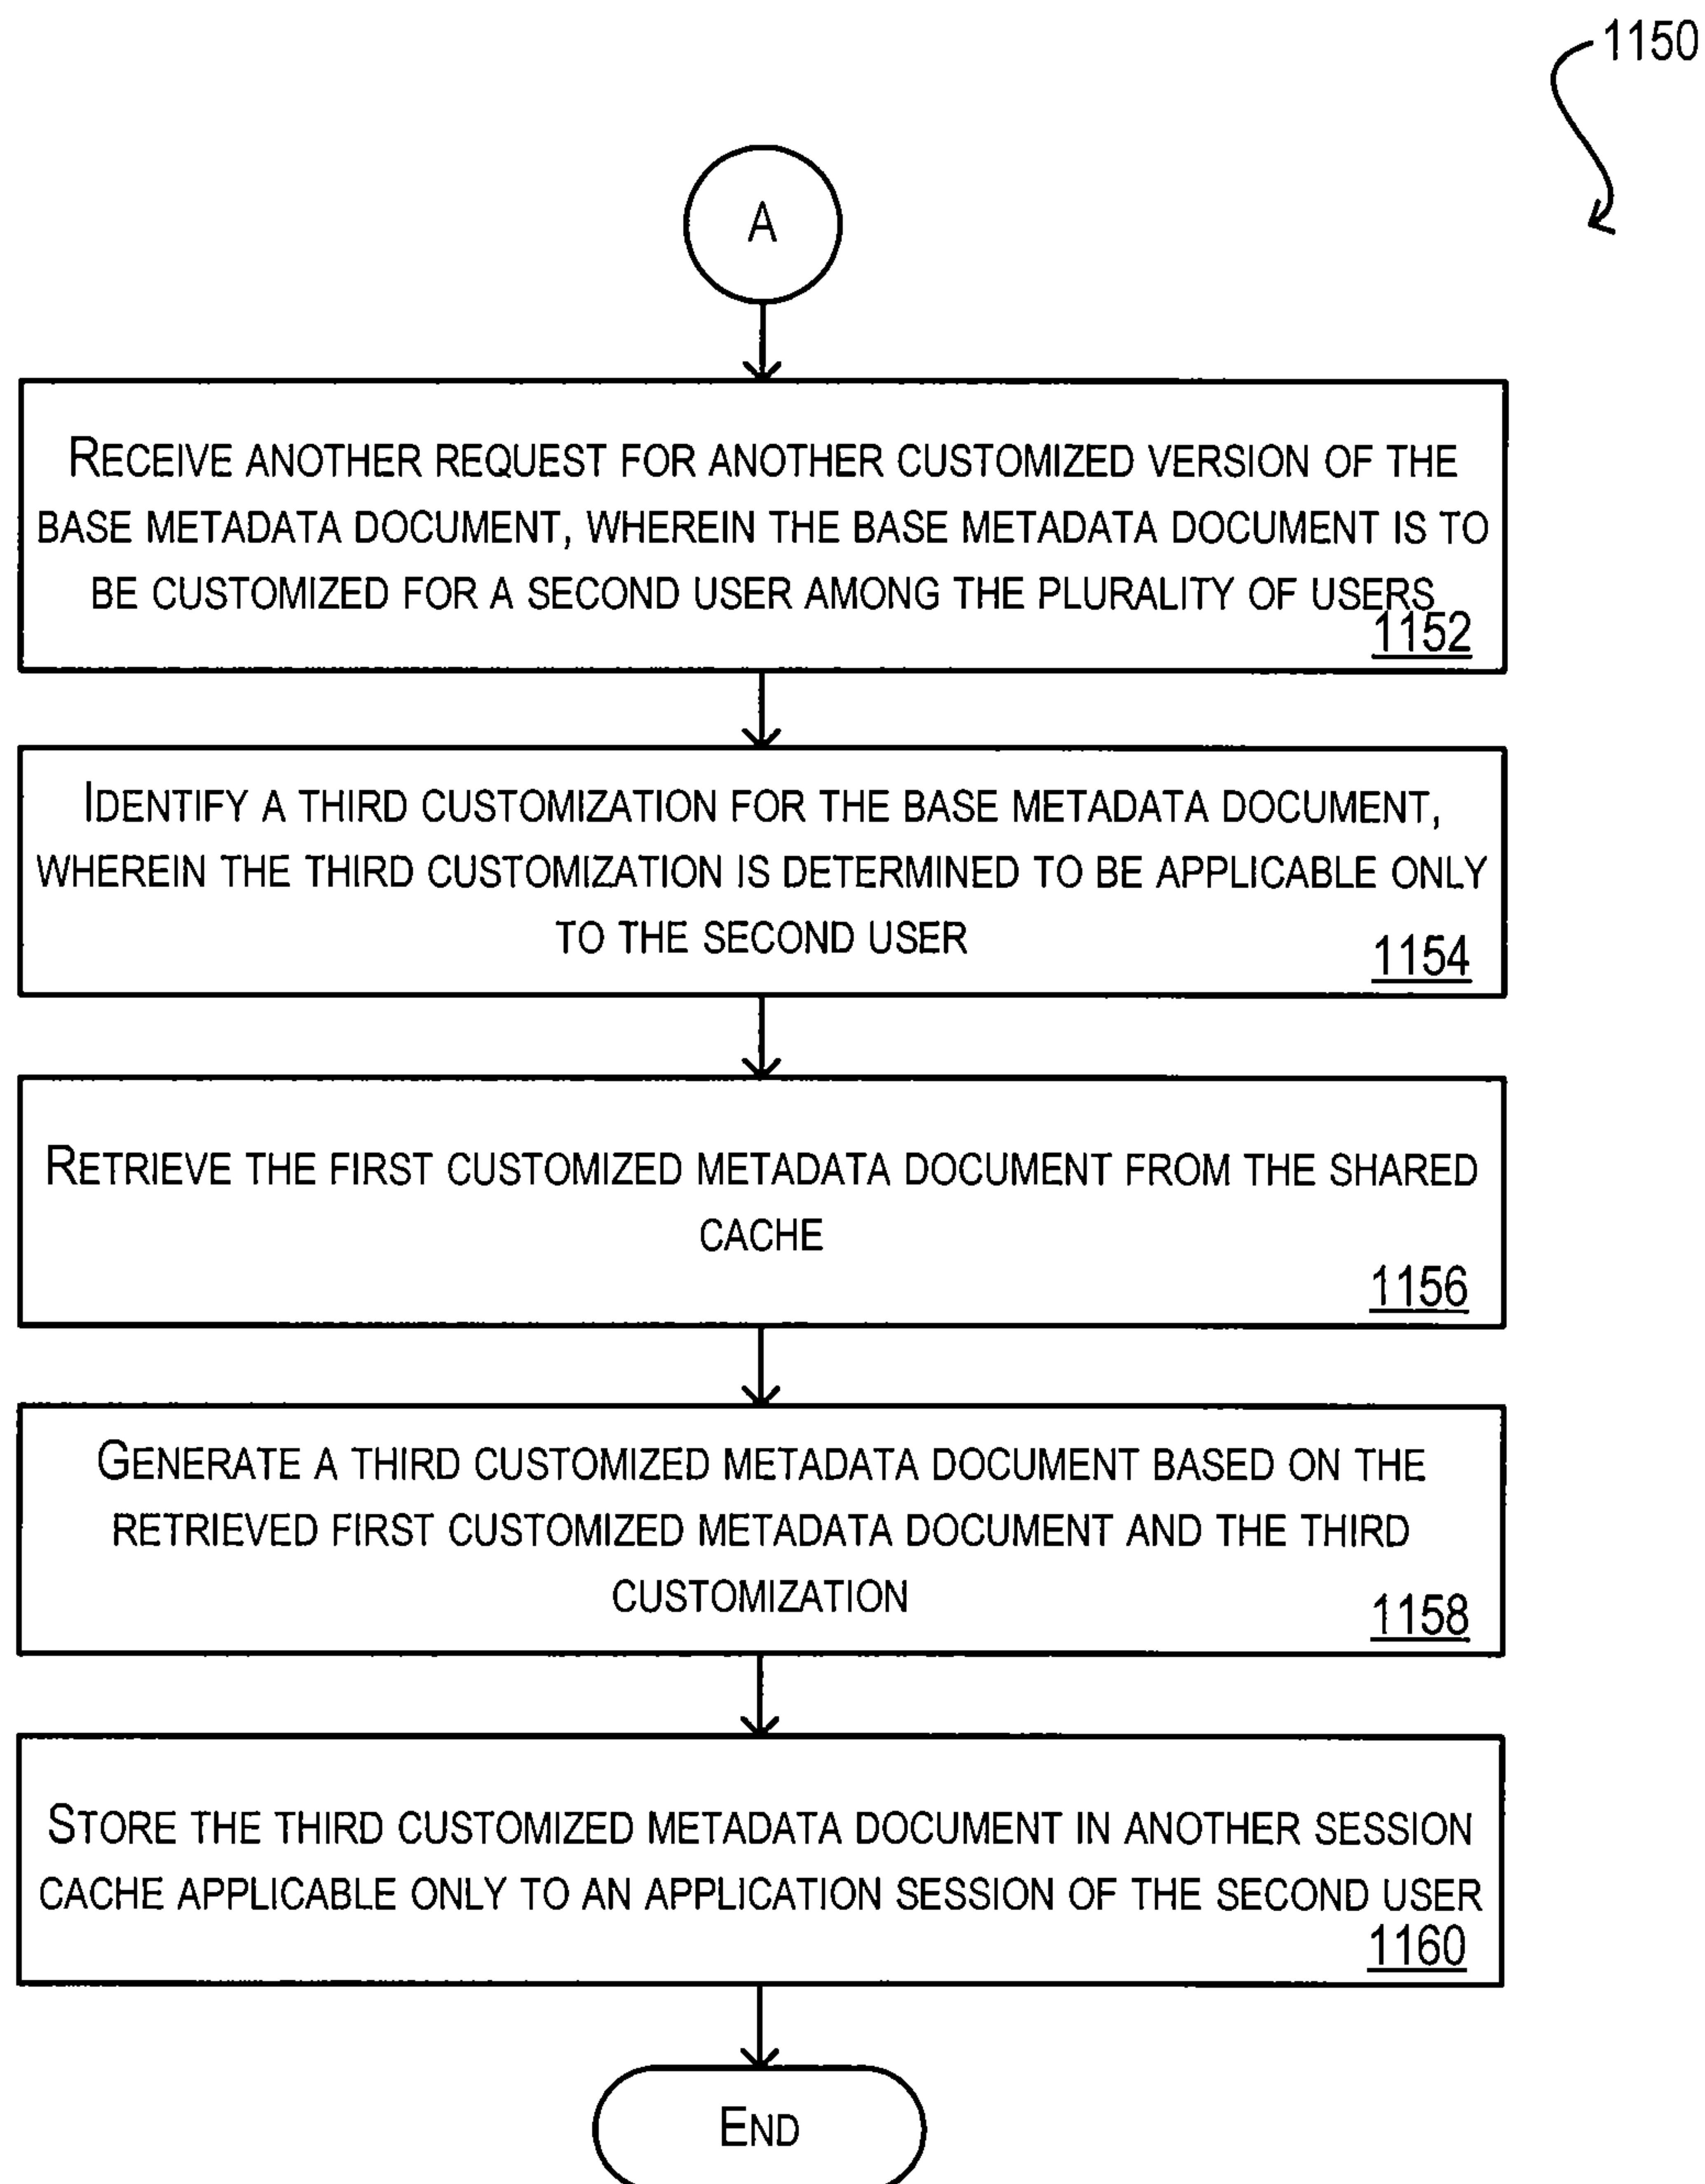 1150
A
RECEIVE ANOTHER REQUEST FOR ANOTHER CUSTOMIZED VERSION OF THE
BASE METADATA DOCUMENT, WHEREIN THE BASE METADATA DOCUMENT IS TO
BE CUSTOMIZED FOR A SECOND USER AMONG THE PLURALITY OF USERS
1152
IDENTIFY A THIRD CUSTOMIZATION FOR THE BASE METADATA DOCUMENT,
WHEREIN THE THIRD CUSTOMIZATION IS DETERMINED TO BE APPLICABLE ONLY
TO THE SECOND USER
1154
RETRIEVE THE FIRST CUSTOMIZED METADATA DOCUMENT FROM THE SHARED
CACHE
1156
GENERATE A THIRD CUSTOMIZED METADATA DOCUMENT BASED ON THE
RETRIEVED FIRST CUSTOMIZED METADATA DOCUMENT AND THE THIRD
CUSTOMIZATION
1158
STORE THE THIRD CUSTOMIZED METADATA DOCUMENT IN ANOTHER SESSION
CACHE APPLICABLE ONLY TO AN APPLICATION SESSION OF THE SECOND USER
1160
END